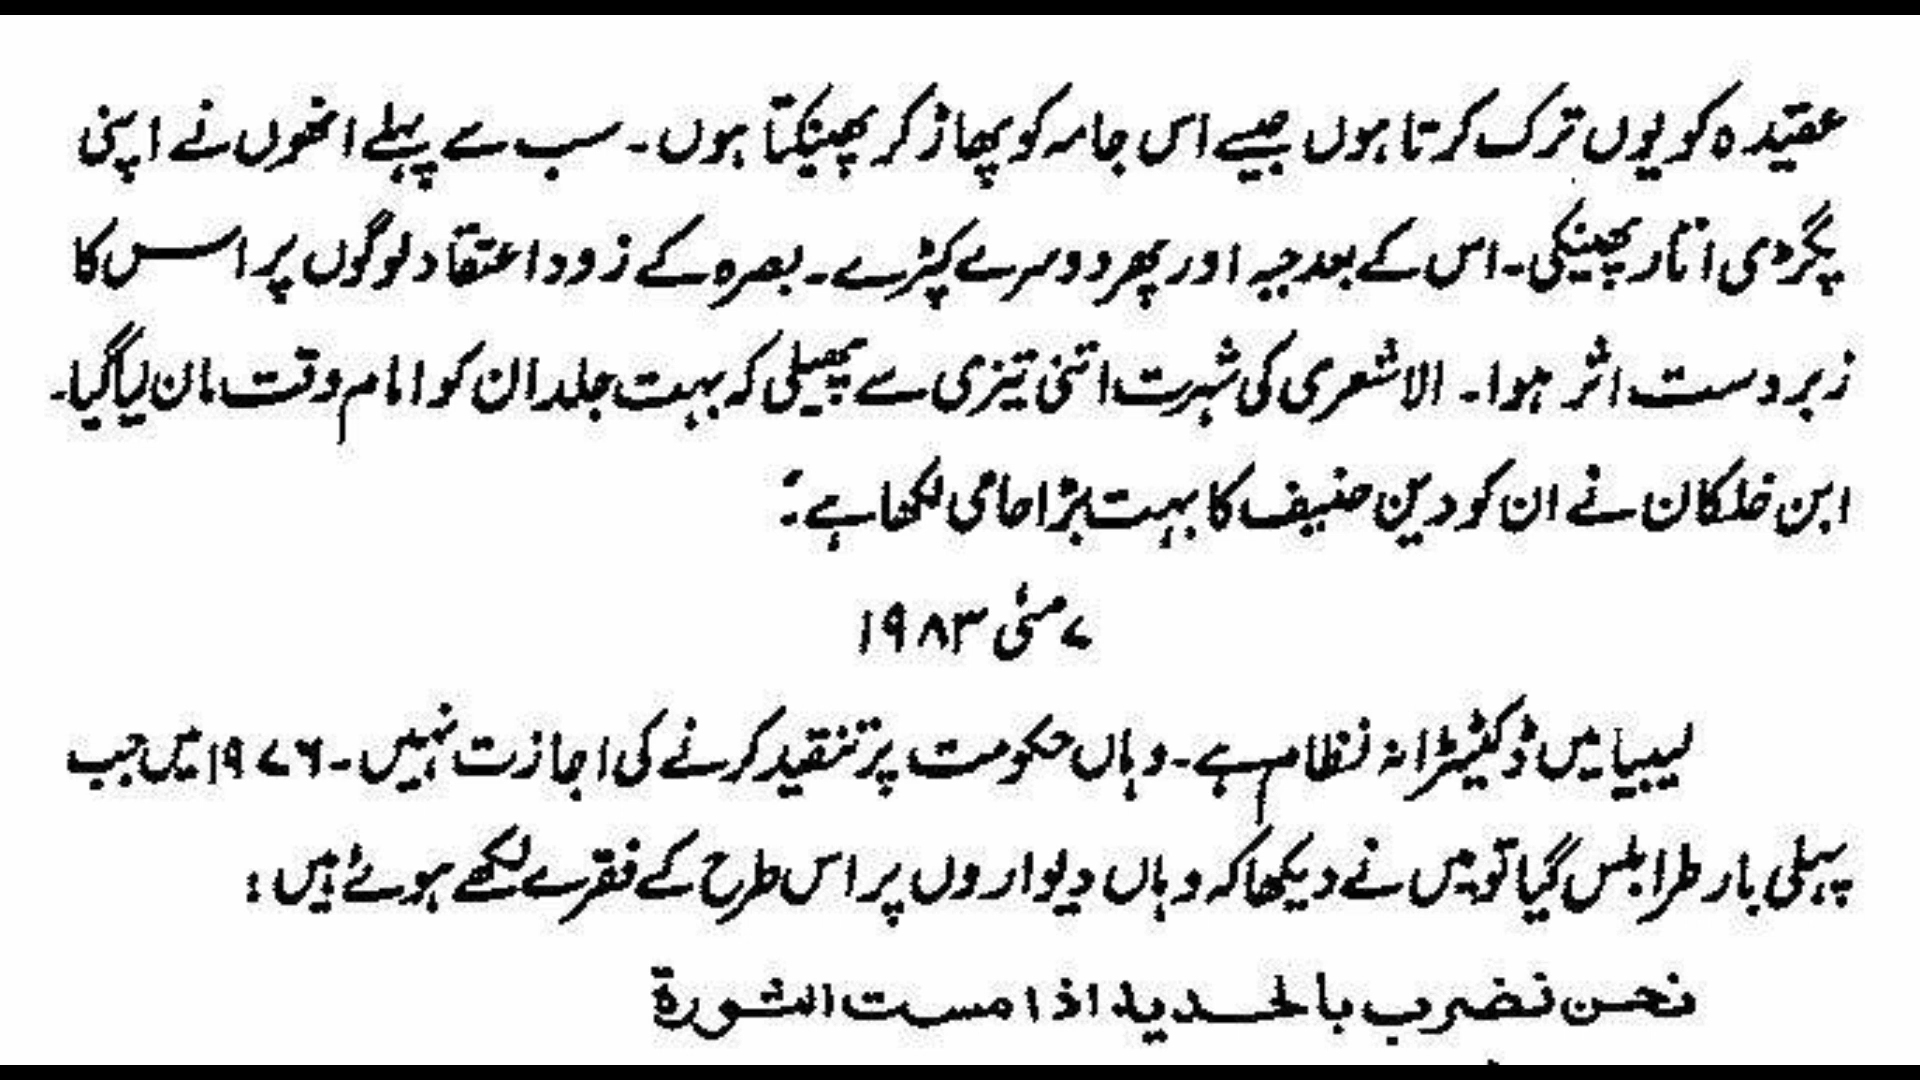 عقیدہ کو یوں ترک کرتا ہوں جیسے اس جامہ کو پھاڑ کر پھینکتا ہوں۔ سب سے پہلے انھوں نے اپنی
پگڑی اتار پھینکی۔ اس کے بعد جبہ اور پھر دوسرے کپڑے۔ بصرہ کے زود اعتقاد لوگوں پر اس کا
زبردست اثر ہوا۔ الاشعری کی شہرت اتنی تیزی سے پھیلی کہ بہت جلد ان کو امام وقت مان لیا گیا۔
ابن خلکان نے ان کو دین حنیف کا بہت بڑا حامی لکھا ہے:"
۷ مئی ۱۹۸۳
لیبیا میں ڈکٹیٹرانہ نظام ہے۔ وہاں حکومت پر تنقید کرنے کی اجازت نہیں۔ ۱۹۷۶ میں جب
پہلی بار طرابلس گیا تو میں نے دیکھا کہ وہاں دیواروں پر اس طرح کے فقرے لکھے ہوئے ہیں:
نحن نضرب بالحديد اذا مست الثورة